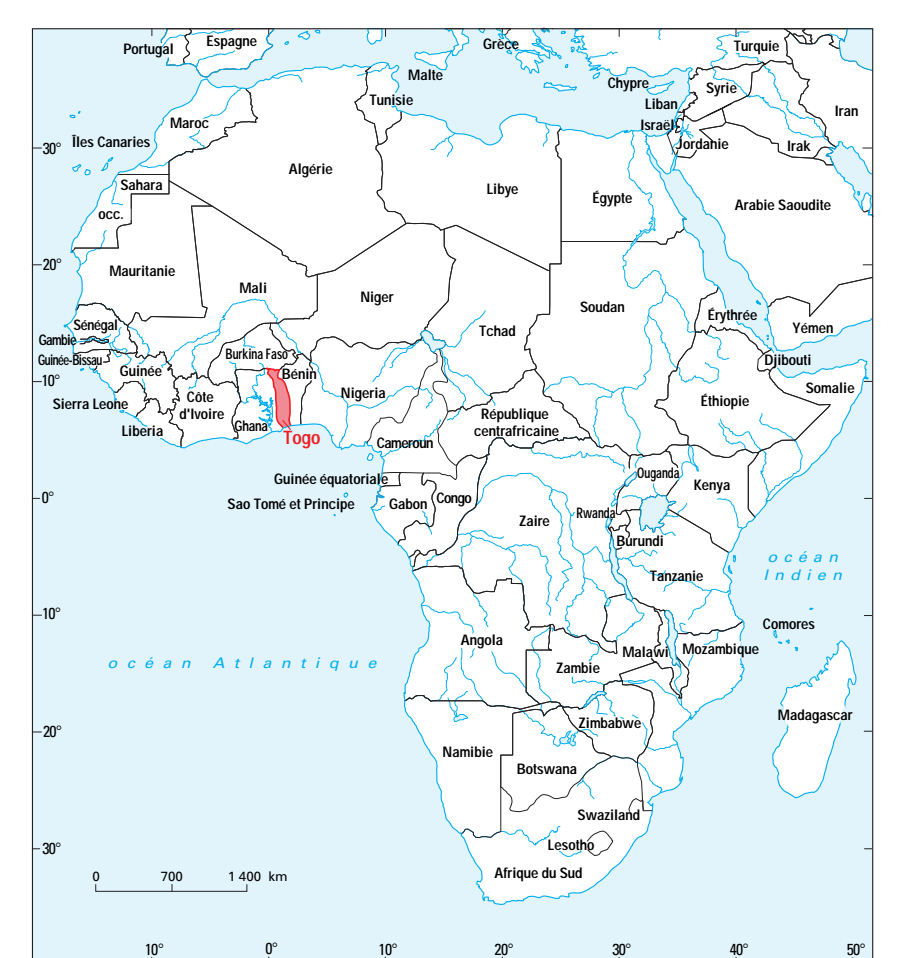 Portugal
Espagne
Grèce
Turquie
Malte
Chypre
Syrie
Tunisie
Liban
Iran
Maroc
Israël
Îles Canaries
Jordanie
Irak
30°
Algérie
Libye
Égypte
Sahara
occ.
Arabie Saoudite
20°
Mauritanie
Mali
Niger
Soudan
Tchad
Érythrée
Yémen
Sénégal
Gambie
Guinée-Bissau
Burkina Faso
Djibouti
Guinée
Bénin
10°
Nigeria
Somalie
Sierra Leone
Côte
d'Ivoire
Éthiopie
Liberia
Ghana
République
centrafricaine
Togo
Cameroun
Guinée équatoriale
Ouganda
Kenya
0°
Sao Tomé et Principe
Gabon
Congo
Zaire
Rwanda
Burundi
océan
Indien
Tanzanie
10°
Comores
Angola
Malawi
Mozambique
océan Atlantique
Zambie
Madagascar
20°
Zimbabwe
Namibie
Botswana
Swaziland
30°
Lesotho
Afrique du Sud
0 700 1 400 km
10° 0° 10° 20° 30° 40° 50°